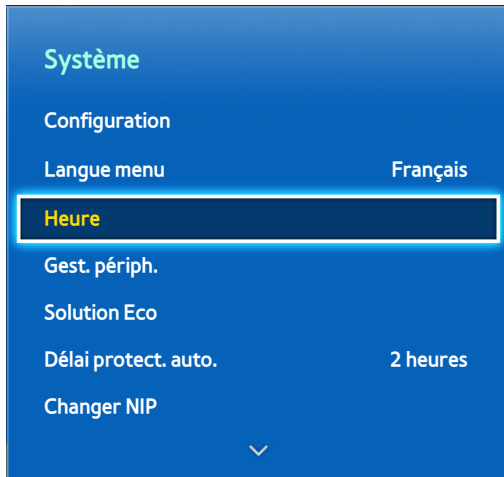 Système
Configuration
Langue menu Français
Heure
Gest. périph.
Solution Eco
Délai protect. auto. 2 heures
Changer NIP